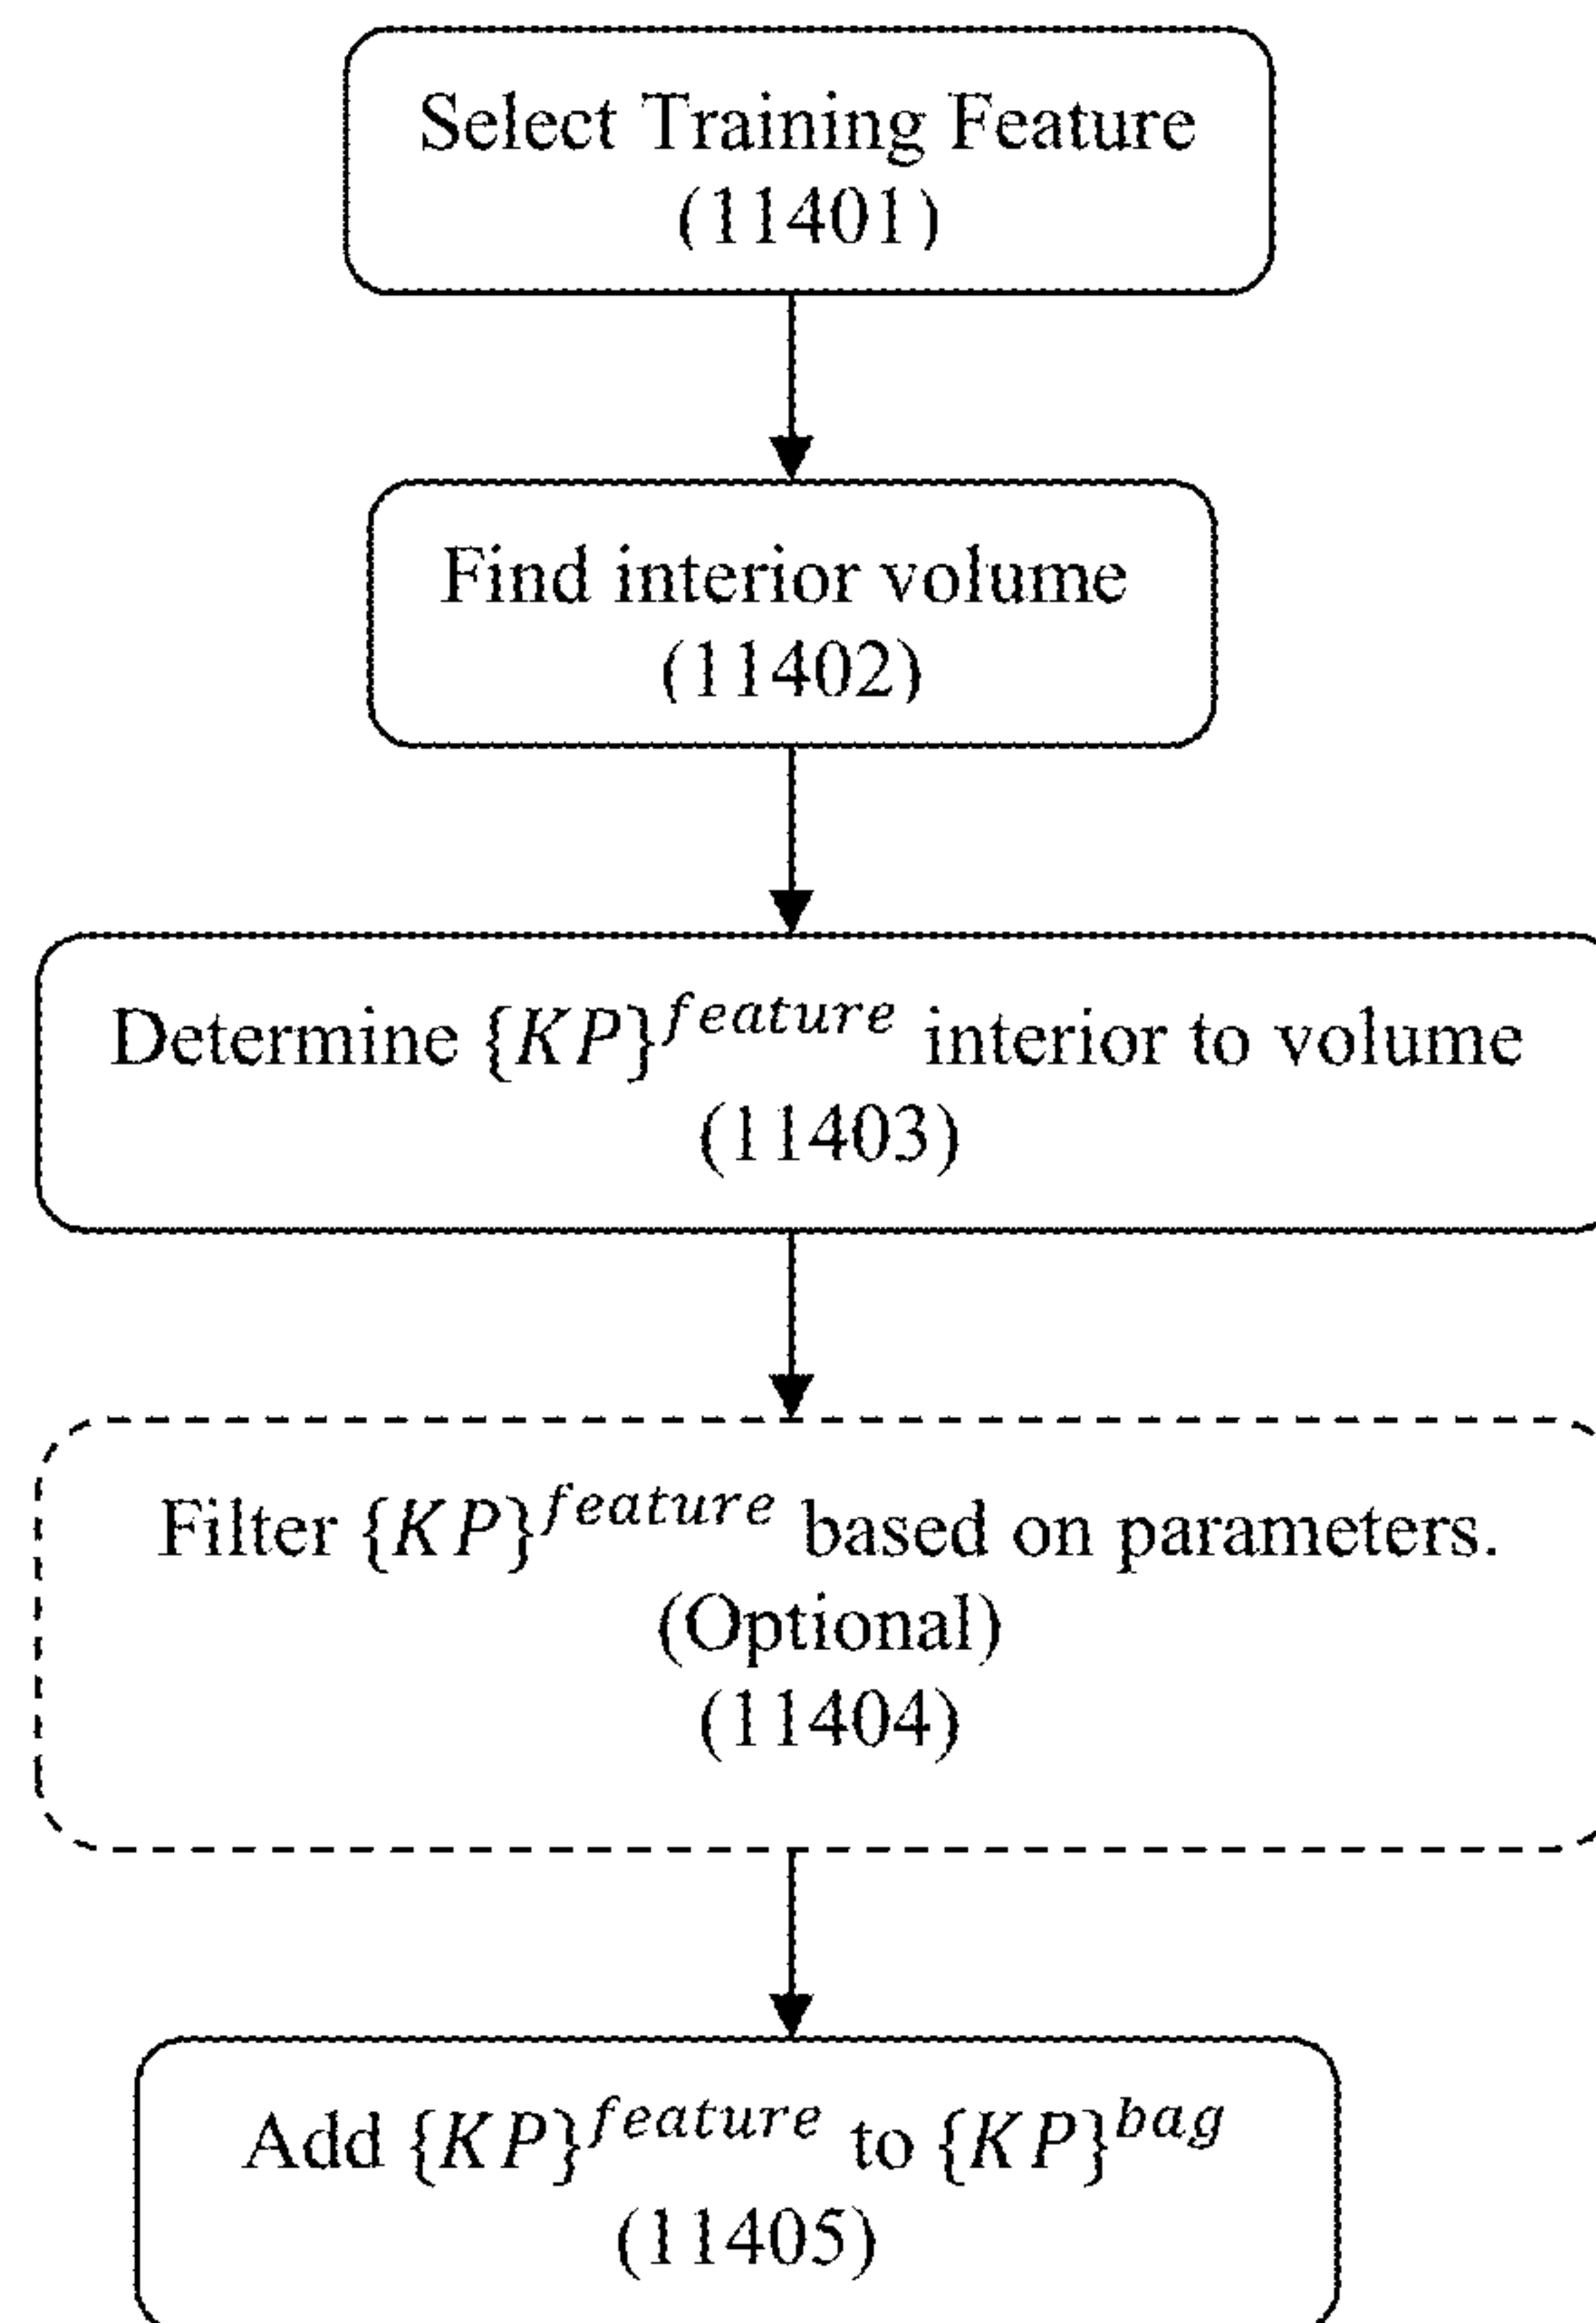 Select Training Feature
(11401)
Find interior volume
(11402)
Determine {KP}^feature interior to volume
(11403)
Filter {KP}^feature based on parameters.
(Optional)
(11404)
Add {KP}^feature to {KP}^bag
(11405)